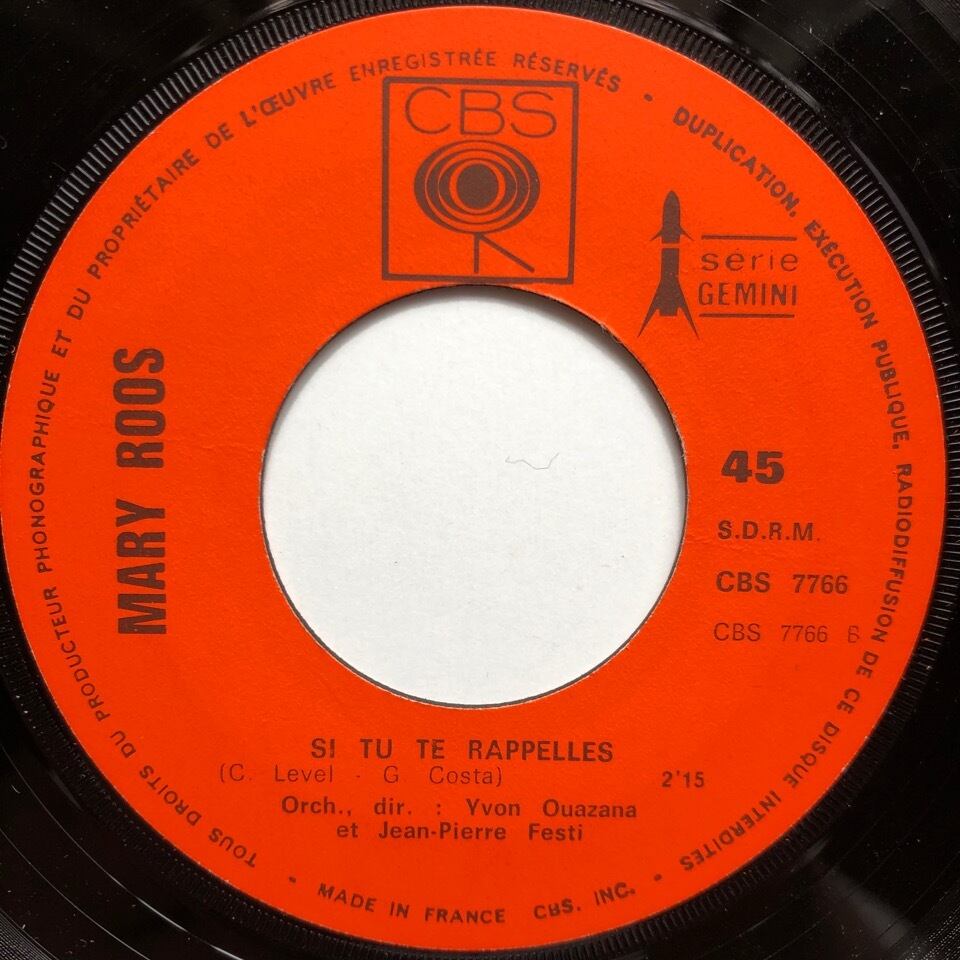 TOUS DROITS DU PRODUCTEUR PHONOGRAPHIQUE ET DU PROPRIÉTAIRE DE L'ŒUVRE ENREGISTRÉE RÉSERVÉS · DUPLICATION, EXÉCUTION PUBLIQUE, RADIODIFFUSION DE CE DISQUE INTERDITES ·
CBS
série
GEMINI
MARY ROOS
45
S.D.R.M.
CBS 7766
CBS 7766 B
SI TU TE RAPPELLES
(C. Level - G. Costa) 2'15
Orch., dir. : Yvon Ouazana
et Jean-Pierre Festi
· MADE IN FRANCE CBS, INC. ·